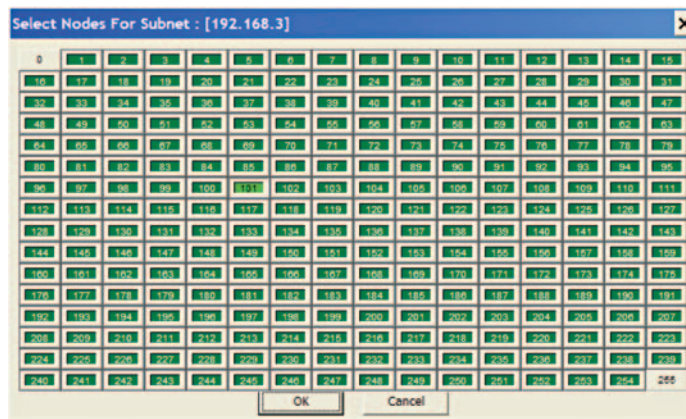 Select Nodes For Subnet : [192.168.3]
0 1 2 3 4 5 6 7 8 9 10 11 12 13 14 15
16 17 18 19 20 21 22 23 24 25 26 27 28 29 30 31
32 33 34 35 36 37 38 39 40 41 42 43 44 45 46 47
48 49 50 51 52 53 54 55 56 57 58 59 60 61 62 63
64 65 66 67 68 69 70 71 72 73 74 75 76 77 78 79
80 81 82 83 84 85 86 87 88 89 90 91 92 93 94 95
96 97 98 99 100 101 102 103 104 105 106 107 108 109 110 111
112 113 114 115 116 117 118 119 120 121 122 123 124 125 126 127
128 129 130 131 132 133 134 135 136 137 138 139 140 141 142 143
144 145 146 147 148 149 150 151 152 153 154 155 156 157 158 159
160 161 162 163 164 165 166 167 168 169 170 171 172 173 174 175
176 177 178 179 180 181 182 183 184 185 186 187 188 189 190 191
192 193 194 195 196 197 198 199 200 201 202 203 204 205 206 207
208 209 210 211 212 213 214 215 216 217 218 219 220 221 222 223
224 225 226 227 228 229 230 231 232 233 234 235 236 237 238 239
240 241 242 243 244 245 246 247 248 249 250 251 252 253 254 255
OK Cancel